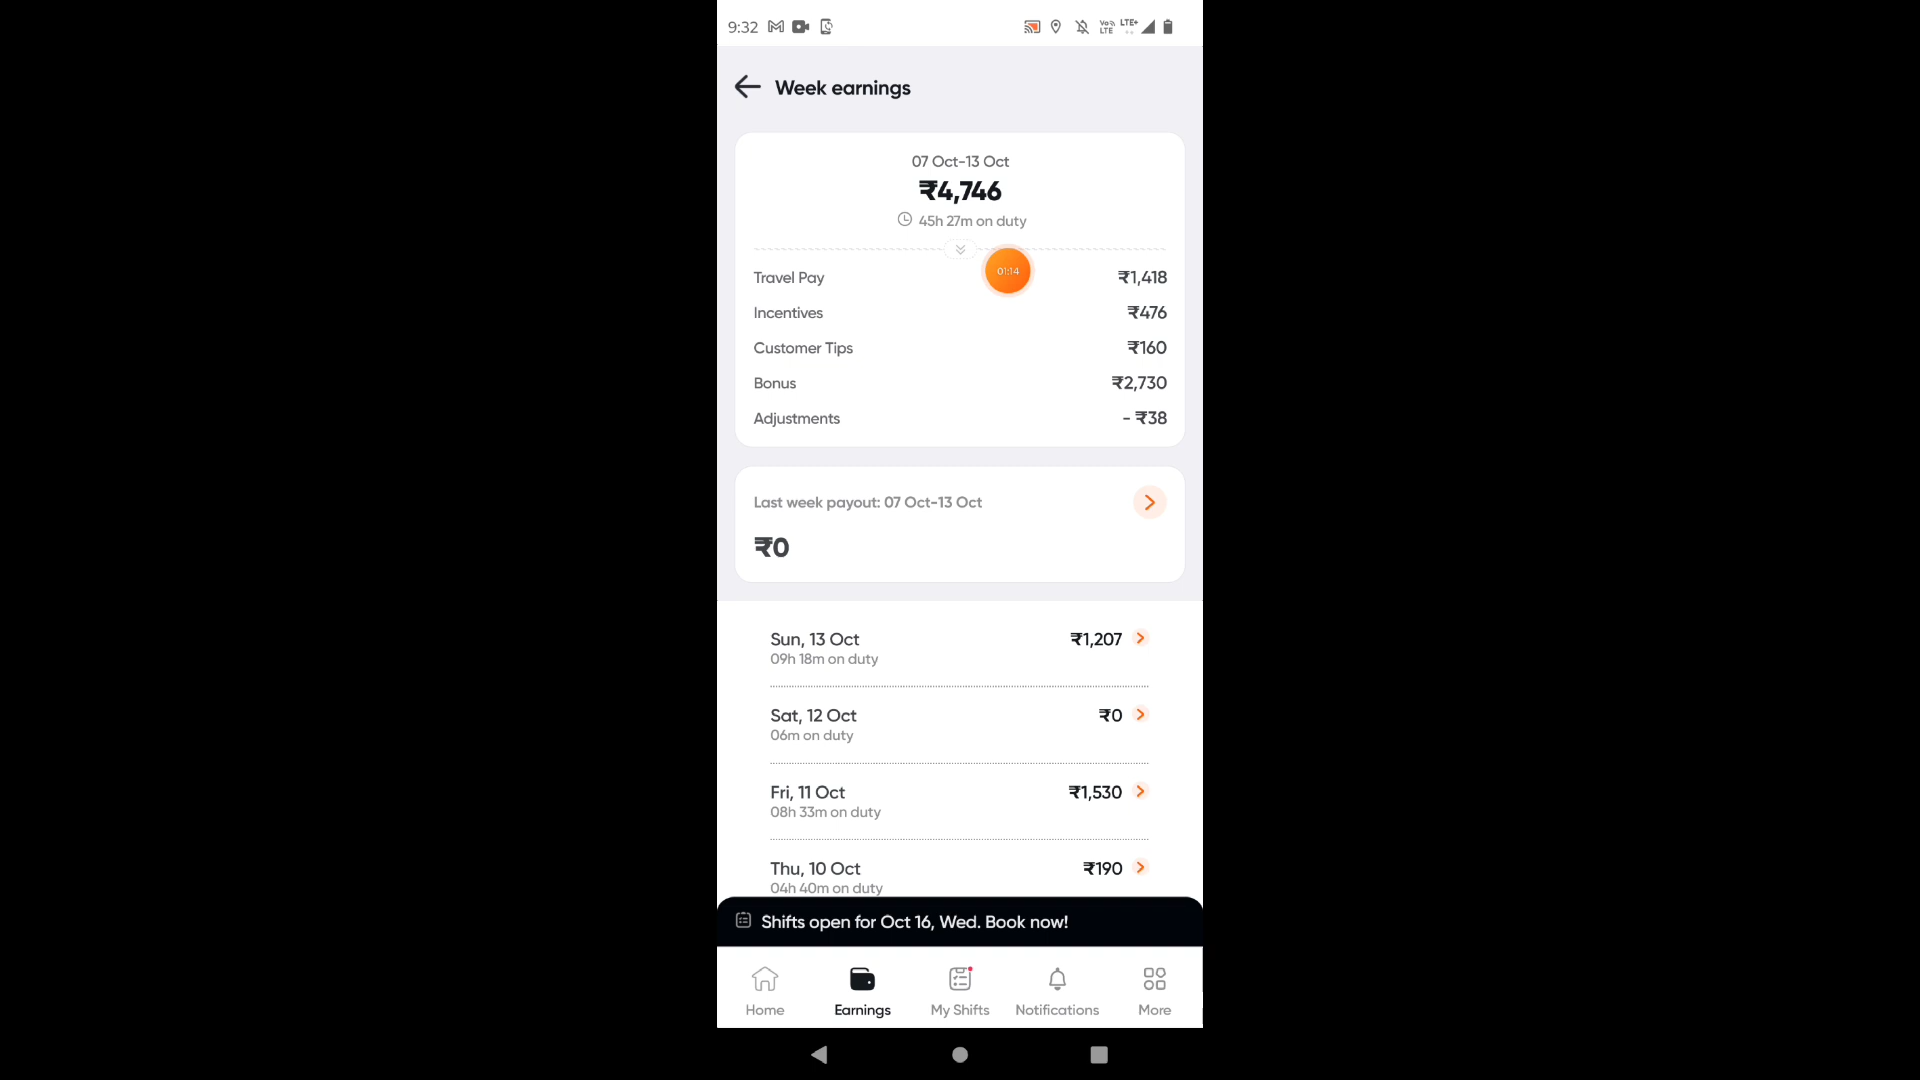 9:32
Vo LTE
LTE+
Week earnings
07 Oct-13 Oct
₹4,746
45h 27m on duty
01:14
Travel Pay ₹1,418
Incentives ₹476
Customer Tips ₹160
Bonus ₹2,730
Adjustments - ₹38
Last week payout: 07 Oct-13 Oct
₹0
Sun, 13 Oct ₹1,207
09h 18m on duty
Sat, 12 Oct ₹0
06m on duty
Fri, 11 Oct ₹1,530
08h 33m on duty
Thu, 10 Oct ₹190
04h 40m on duty
Shifts open for Oct 16, Wed. Book now!
Home Earnings My Shifts Notifications More